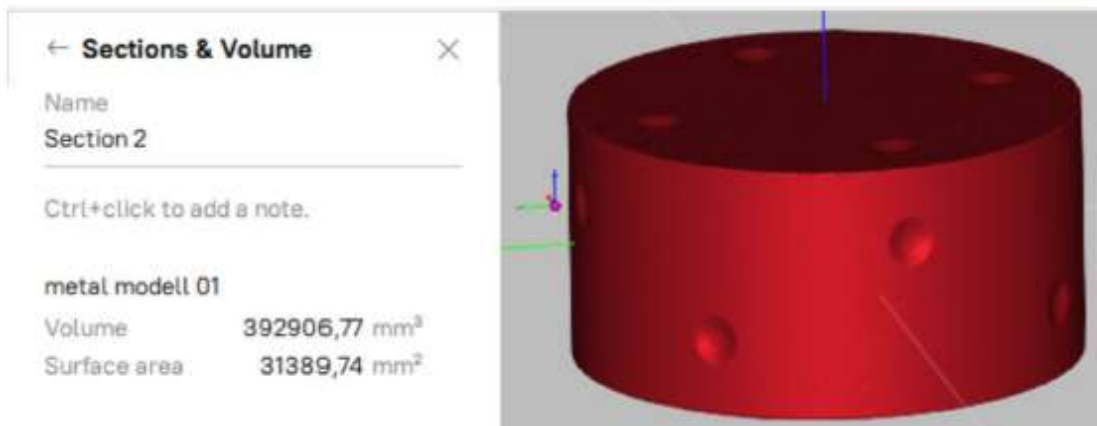 ← Sections & Volume ×
Name
Section 2
Ctrl+click to add a note.
metal modell 01
Volume 392906,77 mm³
Surface area 31389,74 mm²